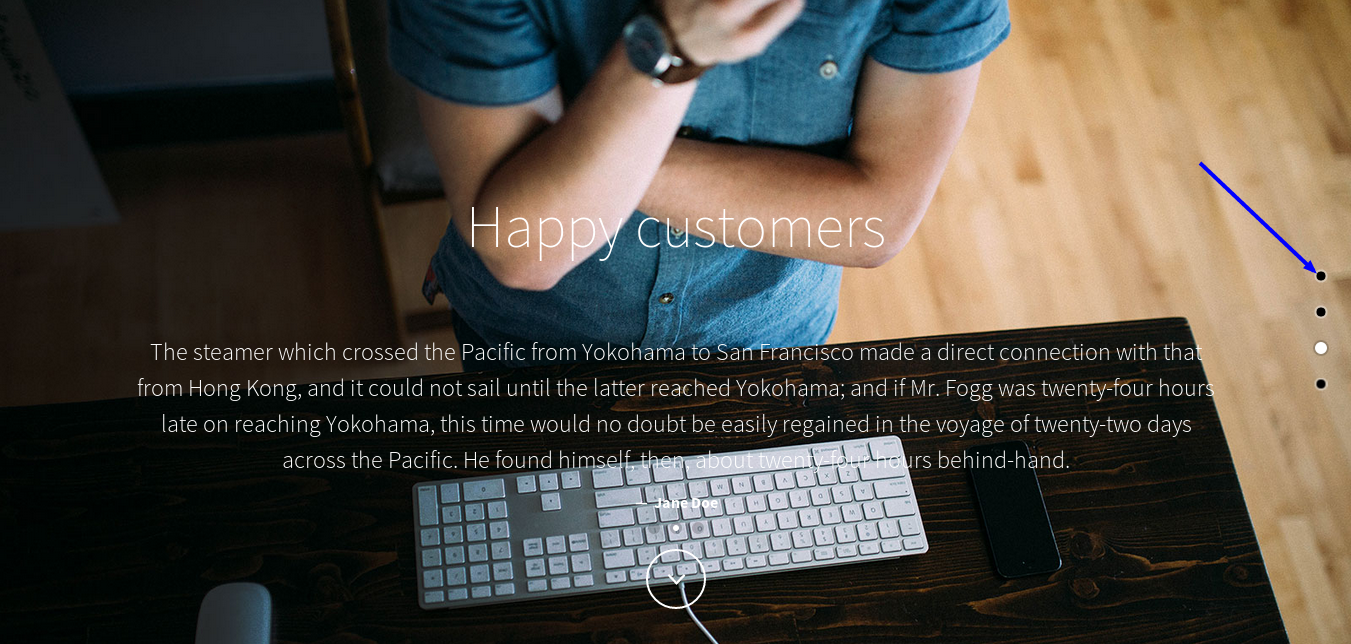 Happy customers
The steamer which crossed the Pacific from Yokohama to San Francisco made a direct connection with that
from Hong Kong, and it could not sail until the latter reached Yokohama; and if Mr. Fogg was twenty-four hours
late on reaching Yokohama, this time would no doubt be easily regained in the voyage of twenty-two days
across the Pacific. He found himself, then, about twenty-four hours behind-hand.
— Jane Doe